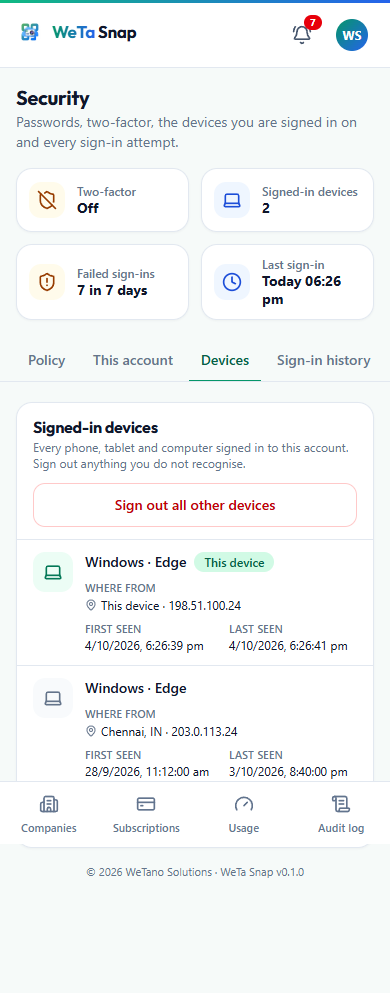 WeTa Snap
7
WS
Security
Passwords, two-factor, the devices you are signed in on
and every sign-in attempt.
Two-factor
Off
Signed-in devices
2
Failed sign-ins
7 in 7 days
Last sign-in
Today 06:26
pm
Policy
This account
Devices
Sign-in history
Signed-in devices
Every phone, tablet and computer signed in to this account.
Sign out anything you do not recognise.
Sign out all other devices
Windows · Edge
This device
WHERE FROM
This device · 198.51.100.24
FIRST SEEN
LAST SEEN
4/10/2026, 6:26:39 pm
4/10/2026, 6:26:41 pm
Windows · Edge
WHERE FROM
Chennai, IN · 203.0.113.24
FIRST SEEN
LAST SEEN
28/9/2026, 11:12:00 am
3/10/2026, 8:40:00 pm
Companies
Subscriptions
Usage
Audit log
© 2026 WeTano Solutions · WeTa Snap v0.1.0